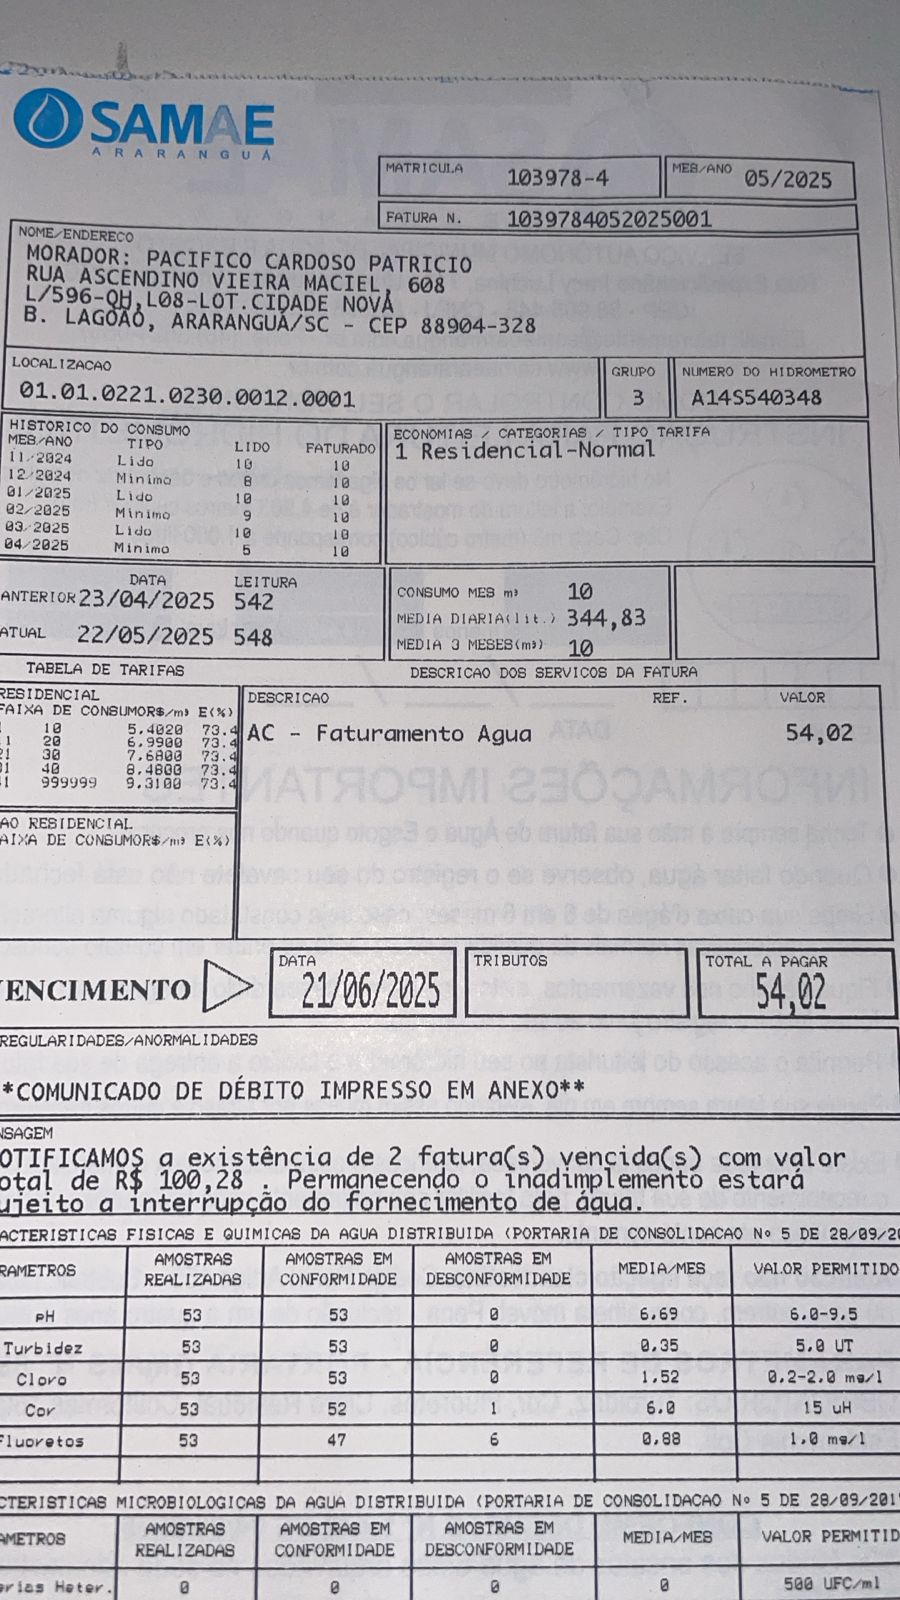 SAMAE
ARARANGUÁ
MATRICULA 103978-4
MES/ANO 05/2025
FATURA N. 1039784052025001
NOME/ENDERECO
MORADOR: PACIFICO CARDOSO PATRICIO
RUA ASCENDINO VIEIRA MACIEL, 608
L/596-QH,L08-LOT.CIDADE NOVA
B. LAGOÃO, ARARANGUÁ/SC - CEP 88904-328
LOCALIZACAO
01.01.0221.0230.0012.0001
GRUPO
3
NUMERO DO HIDROMETRO
A14S540348
HISTORICO DO CONSUMO
MES/ANO TIPO LIDO FATURADO
11/2024 Lido 10 10
12/2024 Minimo 8 10
01/2025 Lido 10 10
02/2025 Minimo 9 10
03/2025 Lido 10 10
04/2025 Minimo 5 10
ECONOMIAS / CATEGORIAS / TIPO TARIFA
1 Residencial-Normal
DATA LEITURA
ANTERIOR 23/04/2025 542
ATUAL 22/05/2025 548
CONSUMO MES m³ 10
MEDIA DIARIA(lit.) 344,83
MEDIA 3 MESES(m³) 10
TABELA DE TARIFAS
RESIDENCIAL
FAIXA DE CONSUMO R$/m³ E(%)
10 5.4020 73.4
11 20 6.9900 73.4
21 30 7.6800 73.4
31 40 8.4800 73.4
41 999999 9.3100 73.4
AO RESIDENCIAL
AIXA DE CONSUMO R$/m³ E(%)
DESCRICAO DOS SERVICOS DA FATURA
DESCRICAO REF. VALOR
AC - Faturamento Agua 54,02
VENCIMENTO
DATA
21/06/2025
TRIBUTOS
TOTAL A PAGAR
54,02
REGULARIDADES/ANORMALIDADES
*COMUNICADO DE DÉBITO IMPRESSO EM ANEXO**
NSAGEM
OTIFICAMOS a existência de 2 fatura(s) vencida(s) com valor
otal de R$ 100,28 . Permanecendo o inadimplemento estará
ujeito a interrupção do fornecimento de água.
ACTERISTICAS FISICAS E QUIMICAS DA AGUA DISTRIBUIDA (PORTARIA DE CONSOLIDACAO Nº 5 DE 28/09/20
RAMETROS AMOSTRAS REALIZADAS AMOSTRAS EM CONFORMIDADE AMOSTRAS EM DESCONFORMIDADE MEDIA/MES VALOR PERMITIDO
pH 53 53 0 6.69 6.0-9.5
Turbidez 53 53 0 0.35 5.0 UT
Cloro 53 53 0 1.52 0.2-2.0 mg/l
Cor 53 52 1 6.0 15 uH
Fluoretos 53 47 6 0.88 1.0 mg/l
CTERISTICAS MICROBIOLOGICAS DA AGUA DISTRIBUIDA (PORTARIA DE CONSOLIDACAO Nº 5 DE 28/09/201
AMETROS AMOSTRAS REALIZADAS AMOSTRAS EM CONFORMIDADE AMOSTRAS EM DESCONFORMIDADE MEDIA/MES VALOR PERMITID
erias Heter. 0 0 0 0 500 UFC/ml